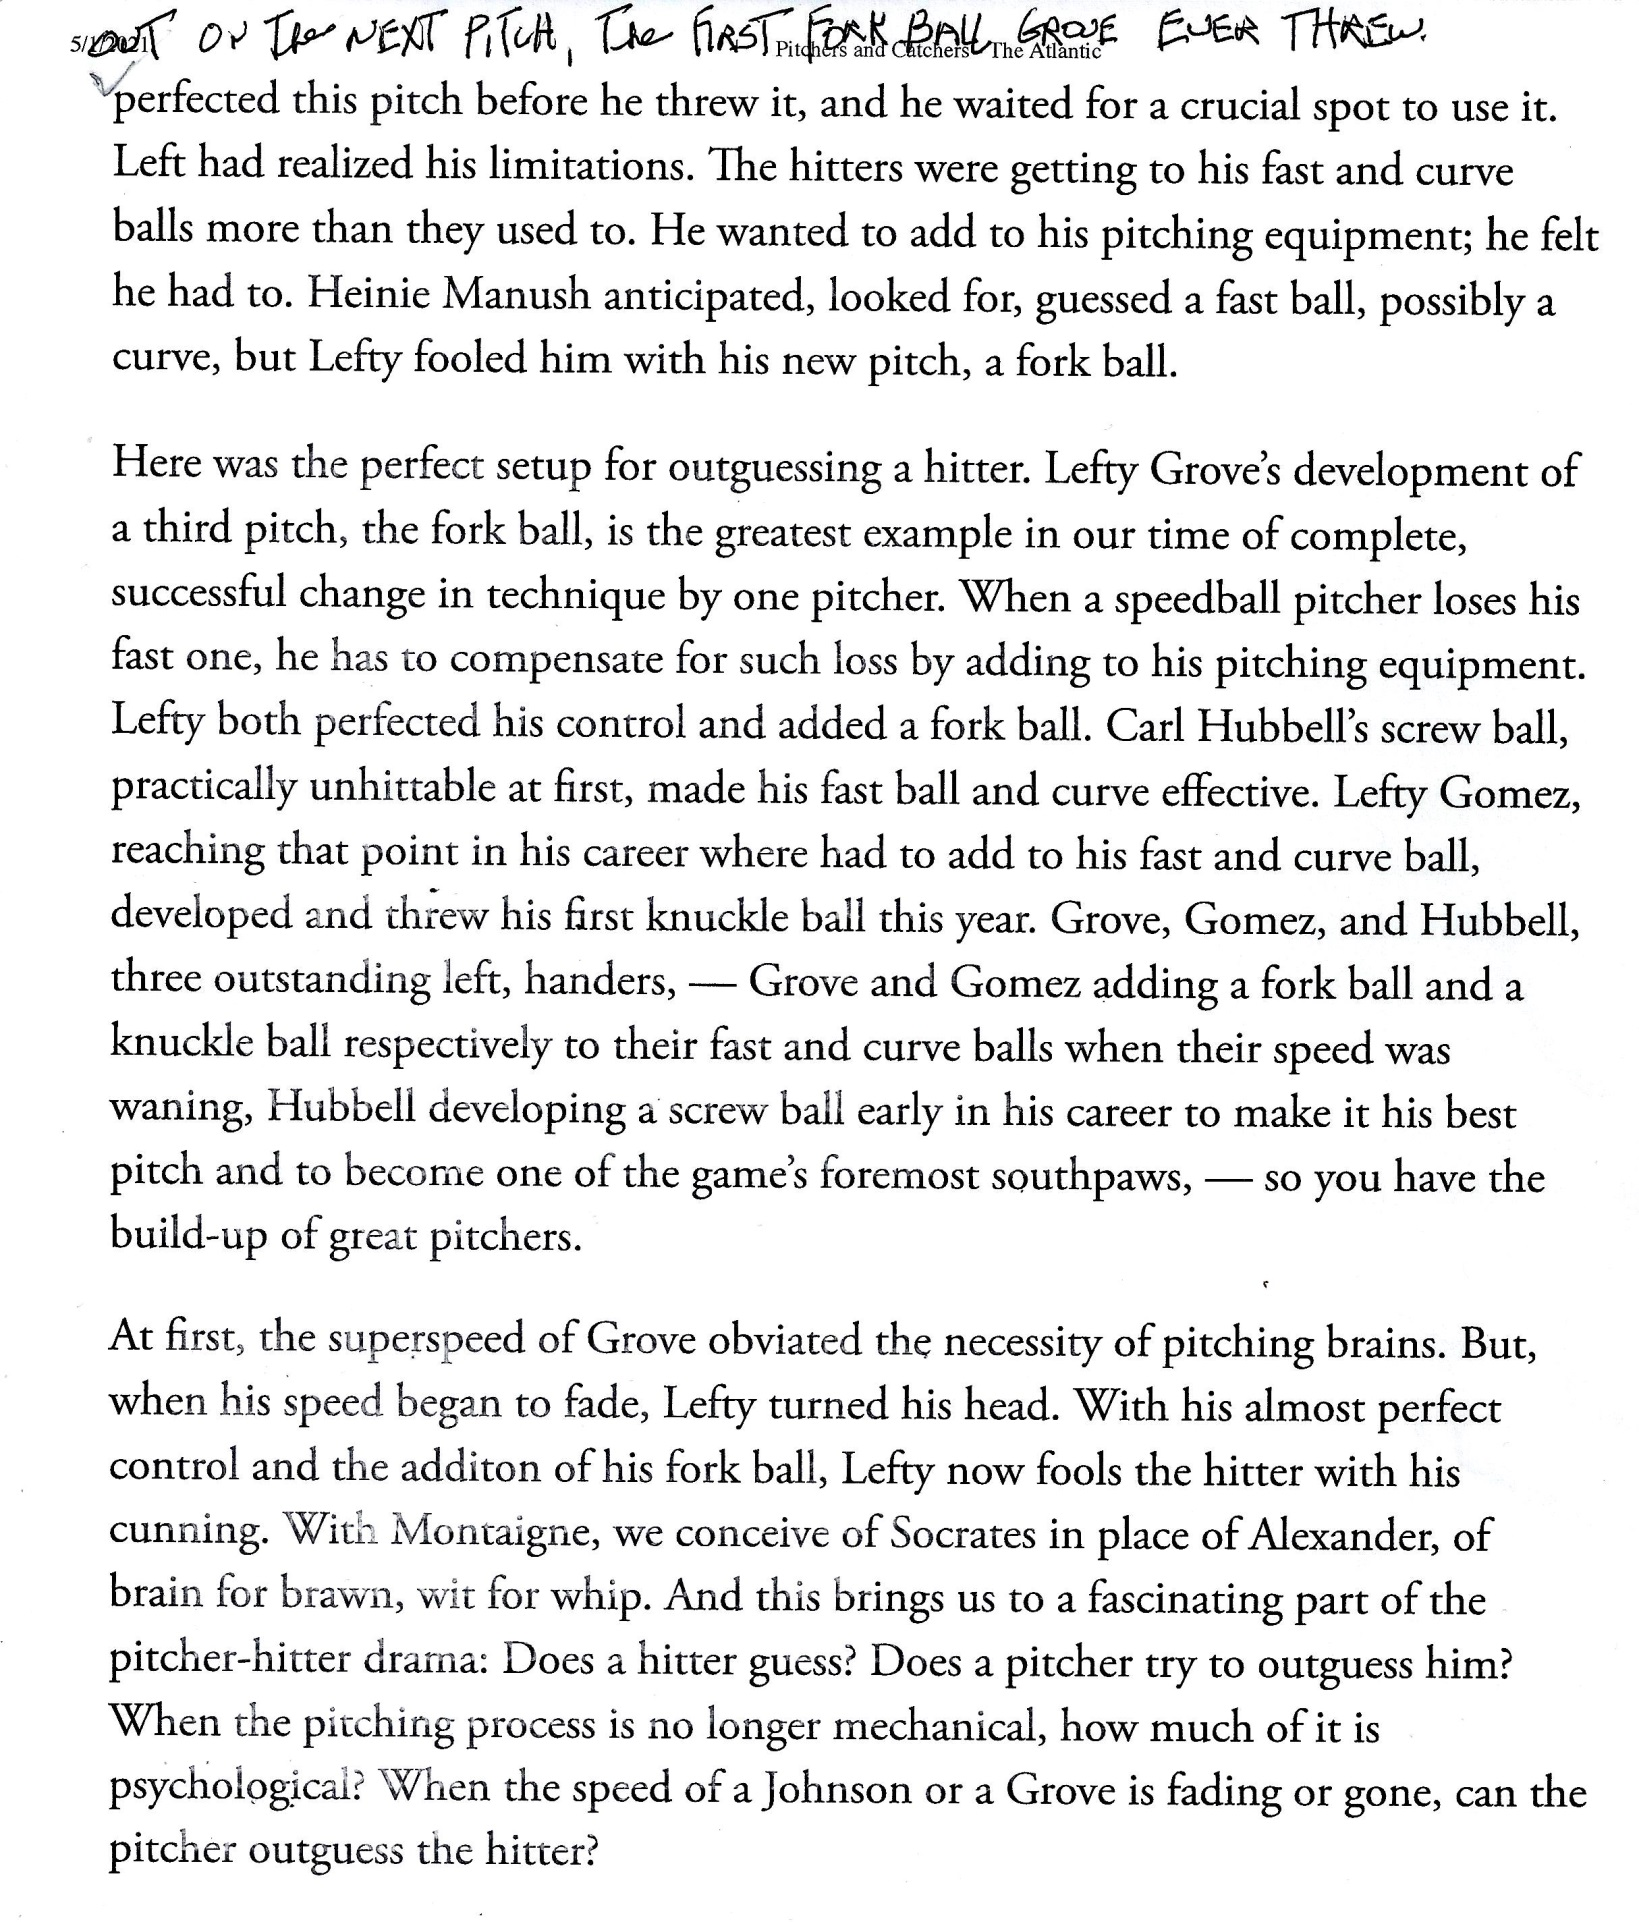 OUT ON The NEXT PITCH, The FIRST FORK BALL GROVE EVER THREW.
Pitchers and Catchers The Atlantic
perfected this pitch before he threw it, and he waited for a crucial spot to use it.
Left had realized his limitations. The hitters were getting to his fast and curve
balls more than they used to. He wanted to add to his pitching equipment; he felt
he had to. Heinie Manush anticipated, looked for, guessed a fast ball, possibly a
curve, but Lefty fooled him with his new pitch, a fork ball.
Here was the perfect setup for outguessing a hitter. Lefty Grove’s development of
a third pitch, the fork ball, is the greatest example in our time of complete,
successful change in technique by one pitcher. When a speedball pitcher loses his
fast one, he has to compensate for such loss by adding to his pitching equipment.
Lefty both perfected his control and added a fork ball. Carl Hubbell’s screw ball,
practically unhittable at first, made his fast ball and curve effective. Lefty Gomez,
reaching that point in his career where had to add to his fast and curve ball,
developed and threw his first knuckle ball this year. Grove, Gomez, and Hubbell,
three outstanding left, handers, — Grove and Gomez adding a fork ball and a
knuckle ball respectively to their fast and curve balls when their speed was
waning, Hubbell developing a screw ball early in his career to make it his best
pitch and to become one of the game’s foremost southpaws, — so you have the
build-up of great pitchers.
At first, the superspeed of Grove obviated the necessity of pitching brains. But,
when his speed began to fade, Lefty turned his head. With his almost perfect
control and the additon of his fork ball, Lefty now fools the hitter with his
cunning. With Montaigne, we conceive of Socrates in place of Alexander, of
brain for brawn, wit for whip. And this brings us to a fascinating part of the
pitcher-hitter drama: Does a hitter guess? Does a pitcher try to outguess him?
When the pitching process is no longer mechanical, how much of it is
psychological? When the speed of a Johnson or a Grove is fading or gone, can the
pitcher outguess the hitter?